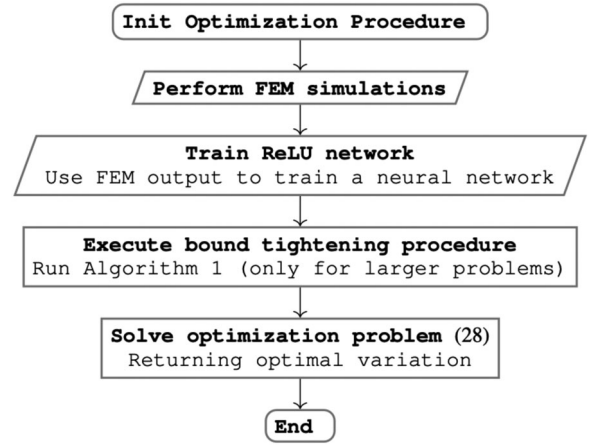 Init Optimization Procedure
Perform FEM simulations
Train ReLU network
Use FEM output to train a neural network
Execute bound tightening procedure
Run Algorithm 1 (only for larger problems)
Solve optimization problem (28)
Returning optimal variation
End